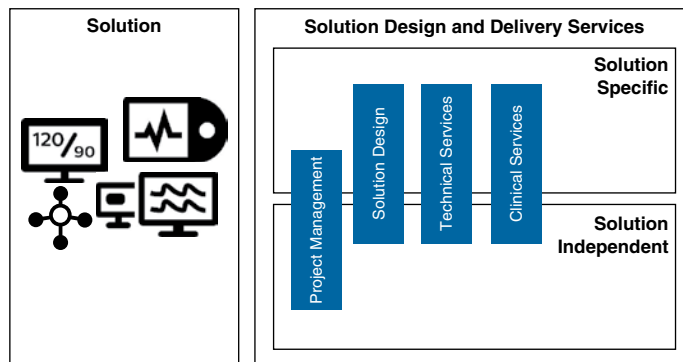 Solution
120/90
Solution Design and Delivery Services
Solution
Specific
Project Management
Solution Design
Technical Services
Clinical Services
Solution
Independent